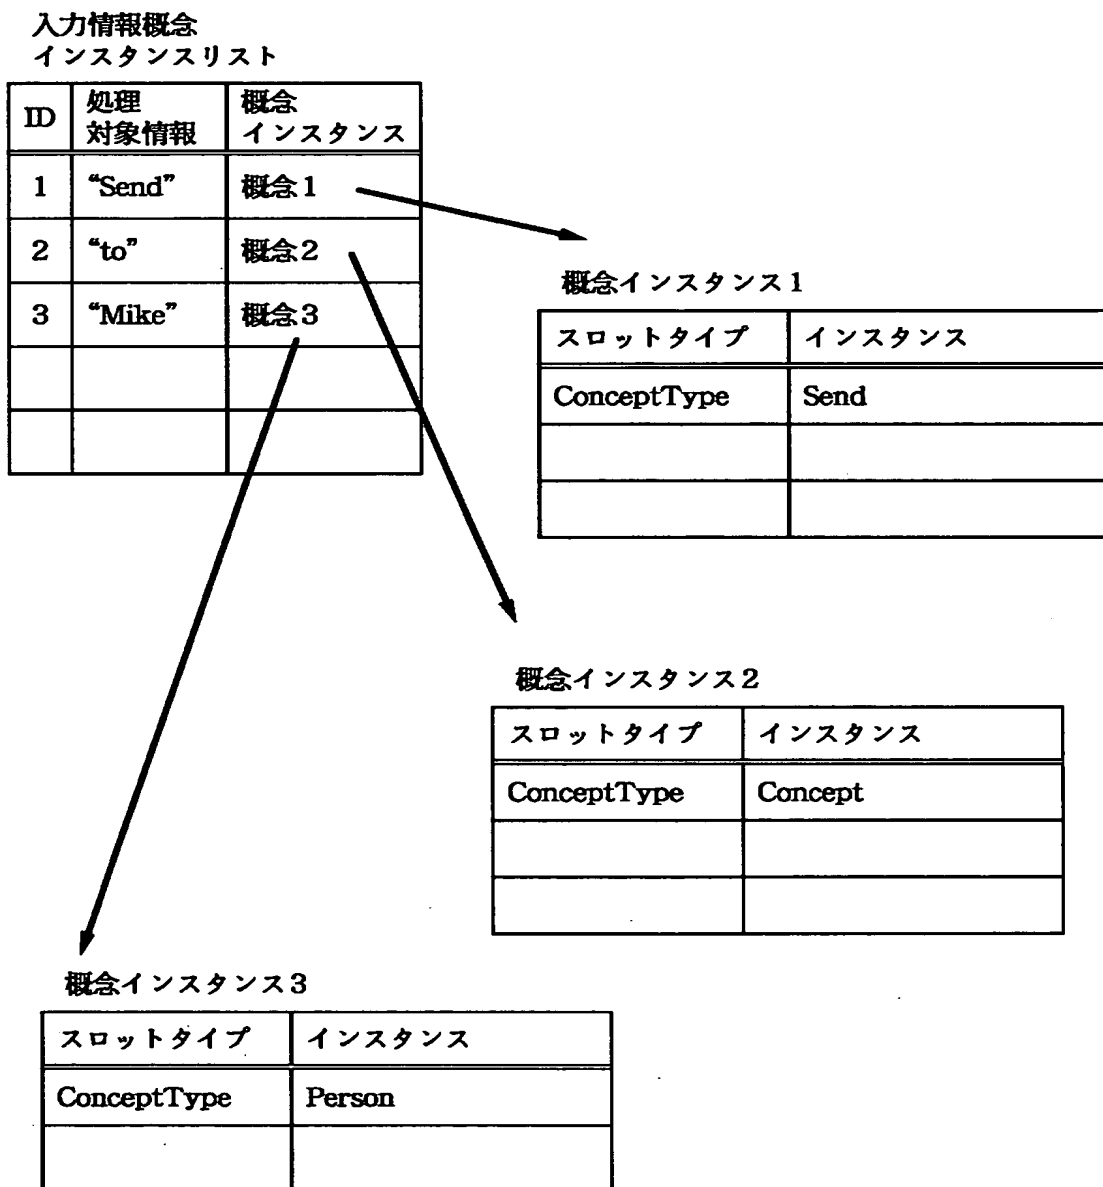 入力情報概念
インスタンスリスト
ID 処理対象情報 概念インスタンス
1 “Send” 概念1
2 “to” 概念2
3 “Mike” 概念3
概念インスタンス1
スロットタイプ インスタンス
ConceptType Send
概念インスタンス2
スロットタイプ インスタンス
ConceptType Concept
概念インスタンス3
スロットタイプ インスタンス
ConceptType Person